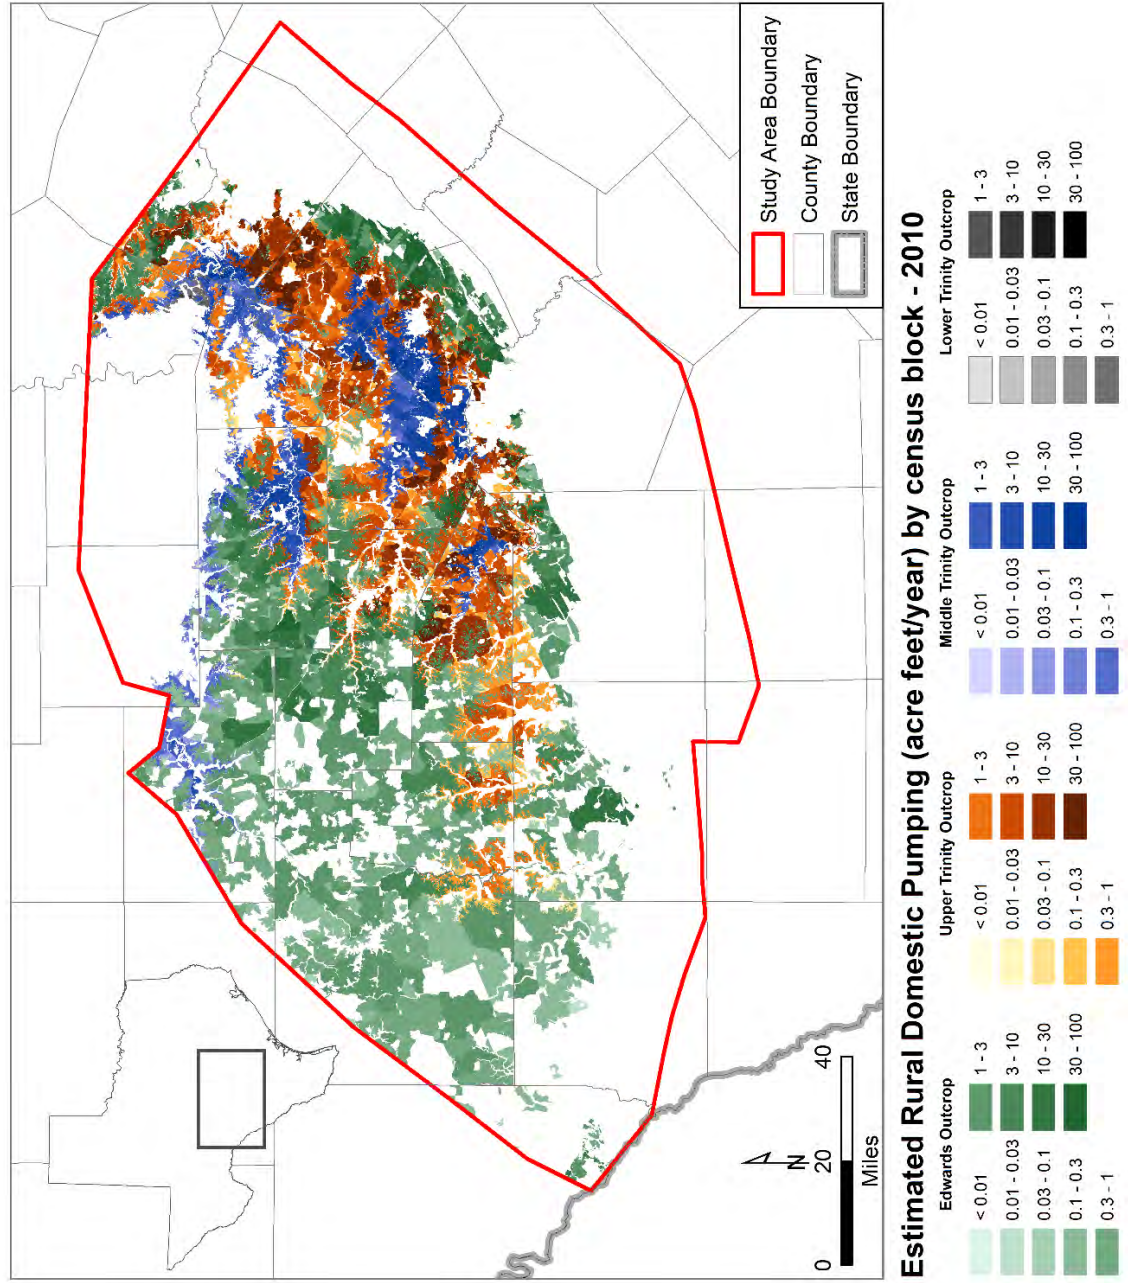 Study Area Boundary
County Boundary
State Boundary
N
0 20 40
Miles
Estimated Rural Domestic Pumping (acre feet/year) by census block - 2010
Edwards Outcrop
< 0.01 1 - 3
0.01 - 0.03 3 - 10
0.03 - 0.1 10 - 30
0.1 - 0.3 30 - 100
0.3 - 1
Upper Trinity Outcrop
< 0.01 1 - 3
0.01 - 0.03 3 - 10
0.03 - 0.1 10 - 30
0.1 - 0.3 30 - 100
0.3 - 1
Middle Trinity Outcrop
< 0.01 1 - 3
0.01 - 0.03 3 - 10
0.03 - 0.1 10 - 30
0.1 - 0.3 30 - 100
0.3 - 1
Lower Trinity Outcrop
< 0.01 1 - 3
0.01 - 0.03 3 - 10
0.03 - 0.1 10 - 30
0.1 - 0.3 30 - 100
0.3 - 1